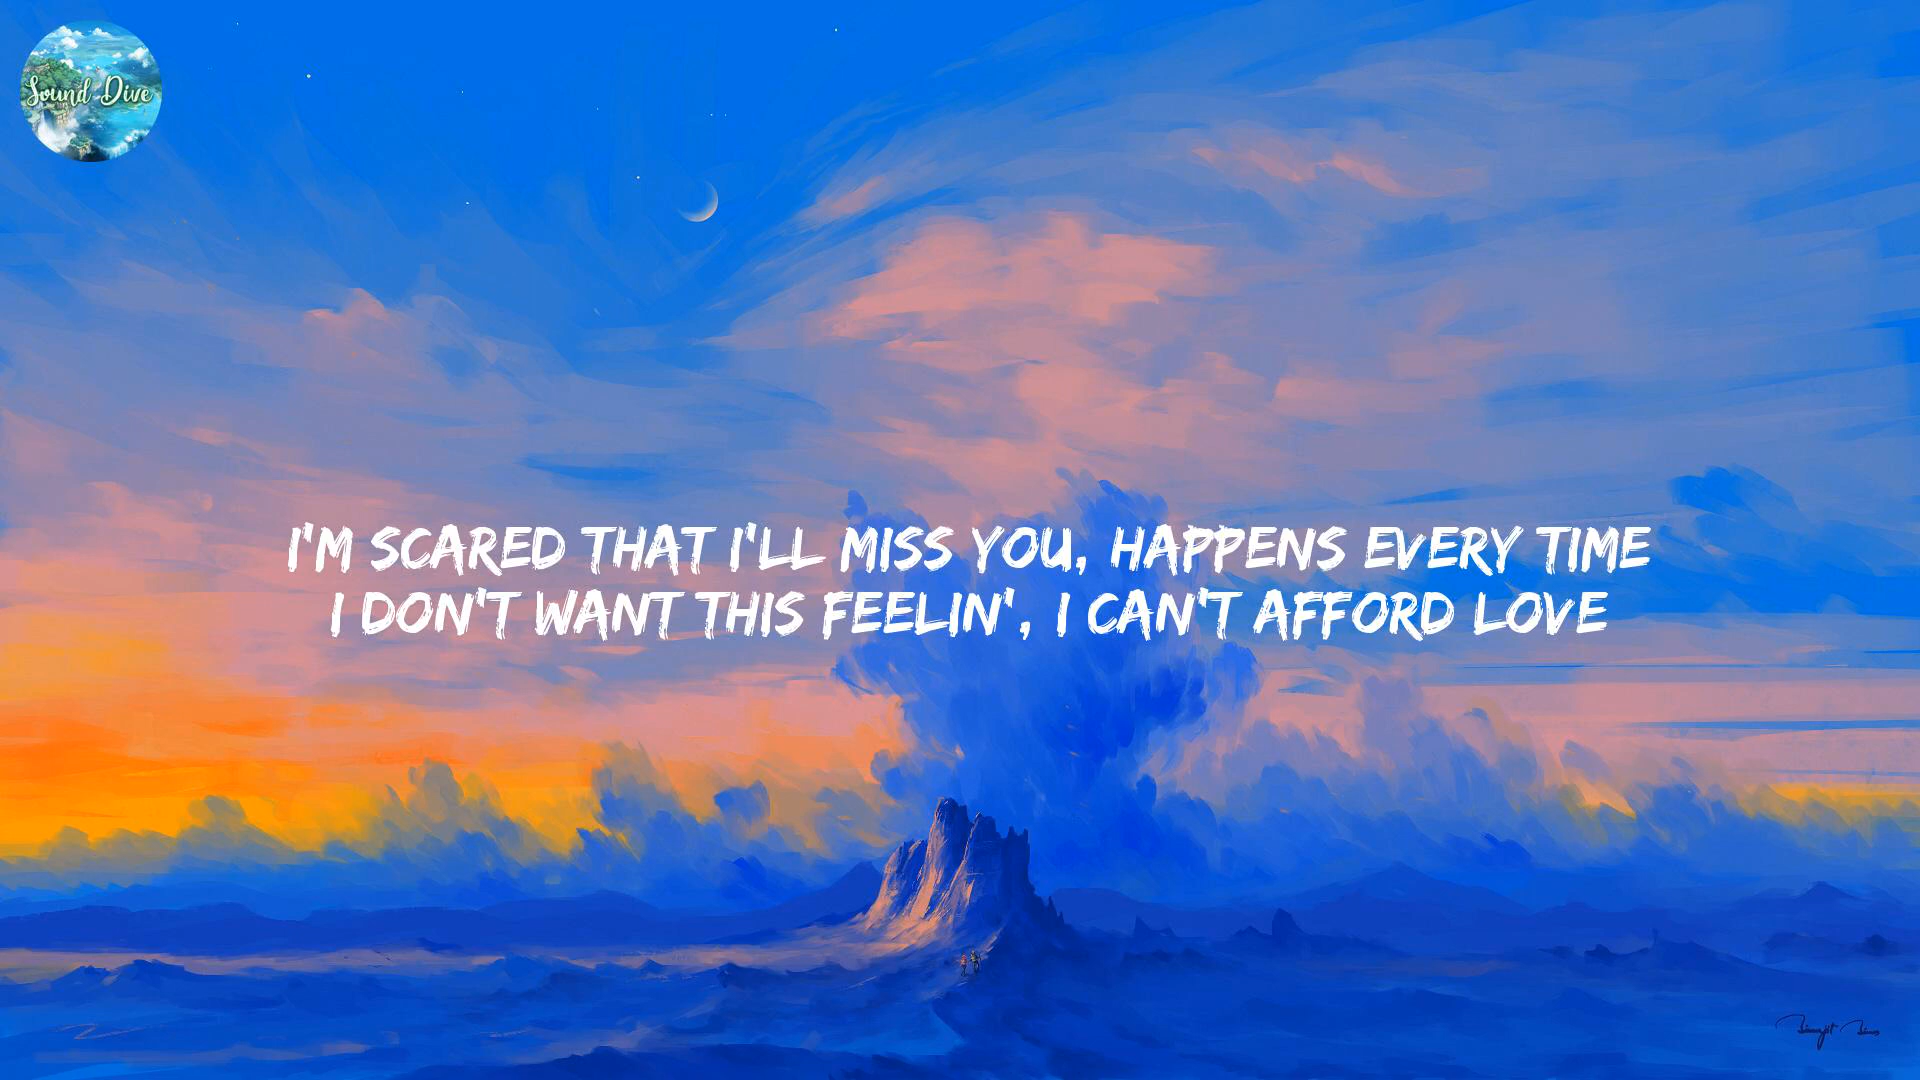 Sound Dive
I'M SCARED THAT I'LL MISS YOU, HAPPENS EVERY TIME
I DON'T WANT THIS FEELIN', I CAN'T AFFORD LOVE